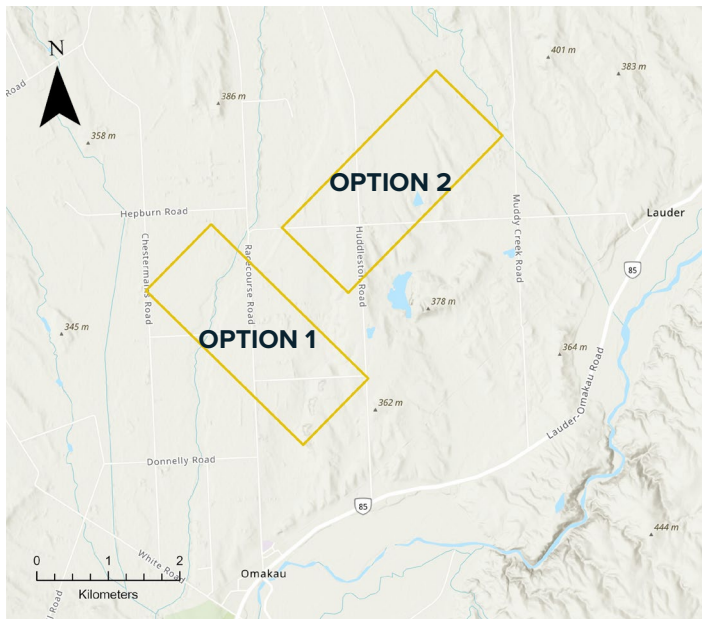 N
401 m
383 m
Road
386 m
358 m
OPTION 2
Hepburn Road
Muddy Creek Road
Lauder
Chestermans Road
Racecourse Road
Huddleston Road
85
378 m
345 m
OPTION 1
364 m
Lauder-Omakau Road
362 m
Donnelly Road
85
444 m
0 1 2
Kilometers
White Road
Omakau
Road